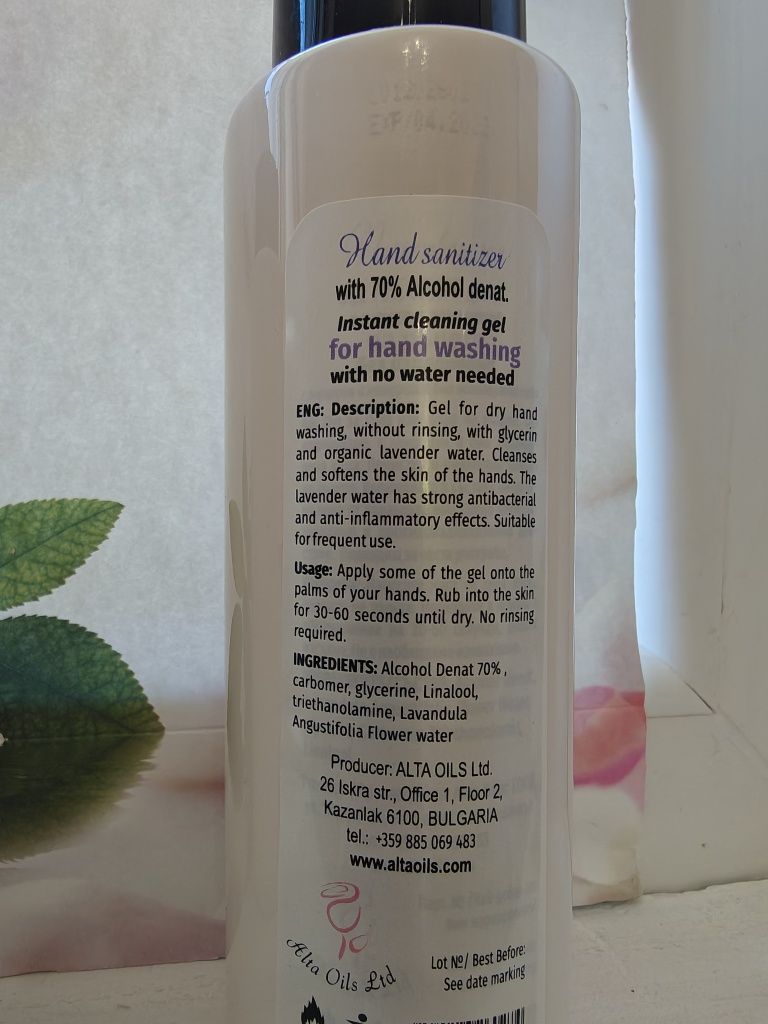 Hand sanitizer
with 70% Alcohol denat.
Instant cleaning gel
for hand washing
with no water needed
ENG: Description: Gel for dry hand
washing, without rinsing, with glycerin
and organic lavender water. Cleanses
and softens the skin of the hands. The
lavender water has strong antibacterial
and anti-inflammatory effects. Suitable
for frequent use.
Usage: Apply some of the gel onto the
palms of your hands. Rub into the skin
for 30-60 seconds until dry. No rinsing
required.
INGREDIENTS: Alcohol Denat 70%,
carbomer, glycerine, Linalool,
triethanolamine, Lavandula
Angustifolia Flower water
Producer: ALTA OILS Ltd.
26 Iskra str., Office 1, Floor 2,
Kazanlak 6100, BULGARIA
tel.: +359 885 069 483
www.altaoils.com
Alta Oils Ltd
Lot №/ Best Before:
See date marking